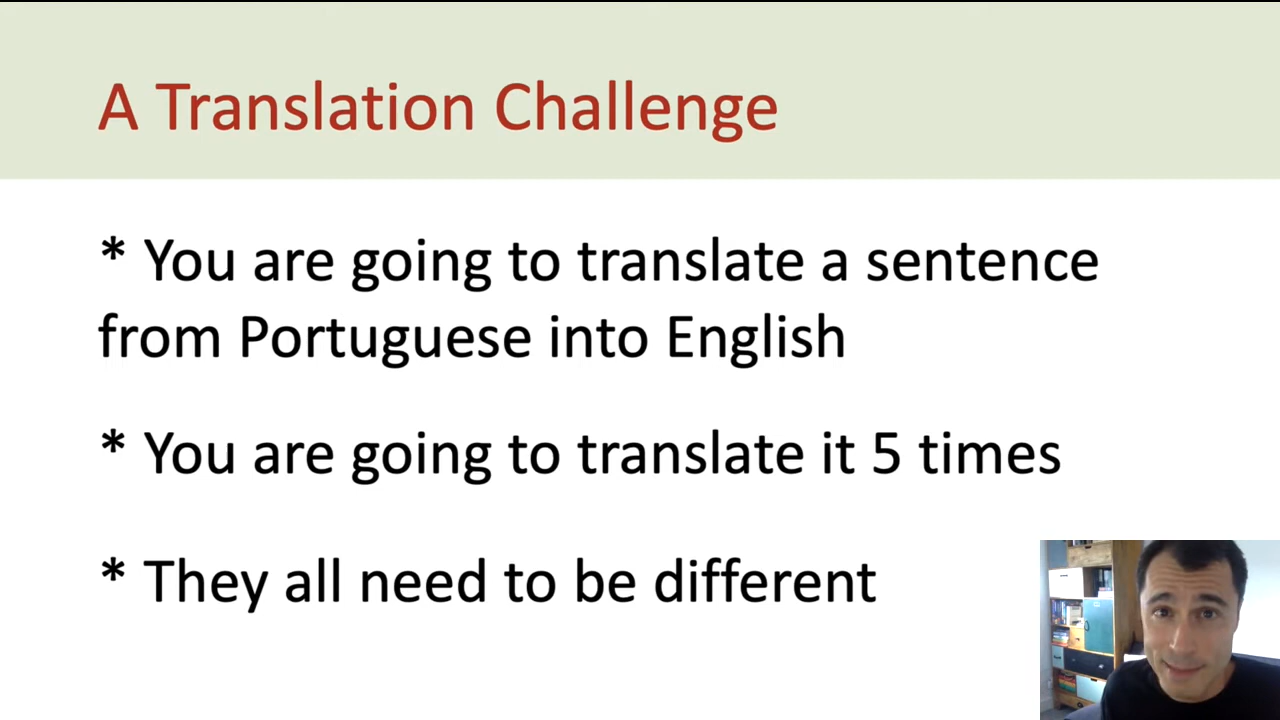 A Translation Challenge
* You are going to translate a sentence
from Portuguese into English
* You are going to translate it 5 times
* They all need to be different